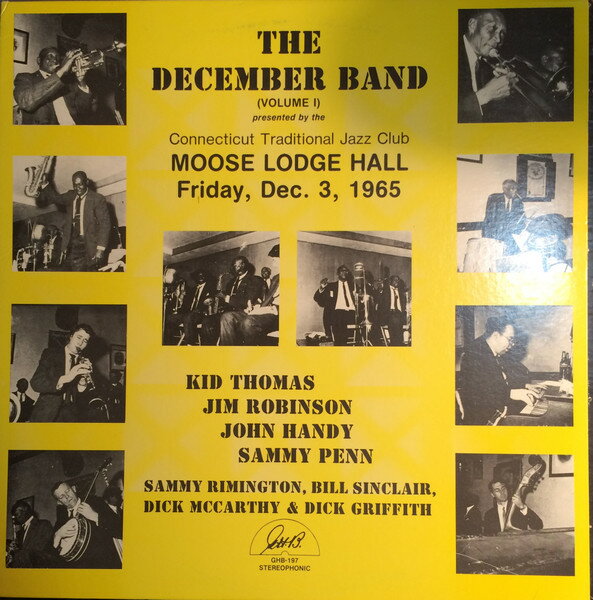 THE
DECEMBER BAND
(VOLUME I)
presented by the
Connecticut Traditional Jazz Club
MOOSE LODGE HALL
Friday, Dec. 3, 1965
KID THOMAS
JIM ROBINSON
JOHN HANDY
SAMMY PENN
SAMMY RIMINGTON, BILL SINCLAIR,
DICK MCCARTHY & DICK GRIFFITH
GHB.
GHB-197
STEREOPHONIC